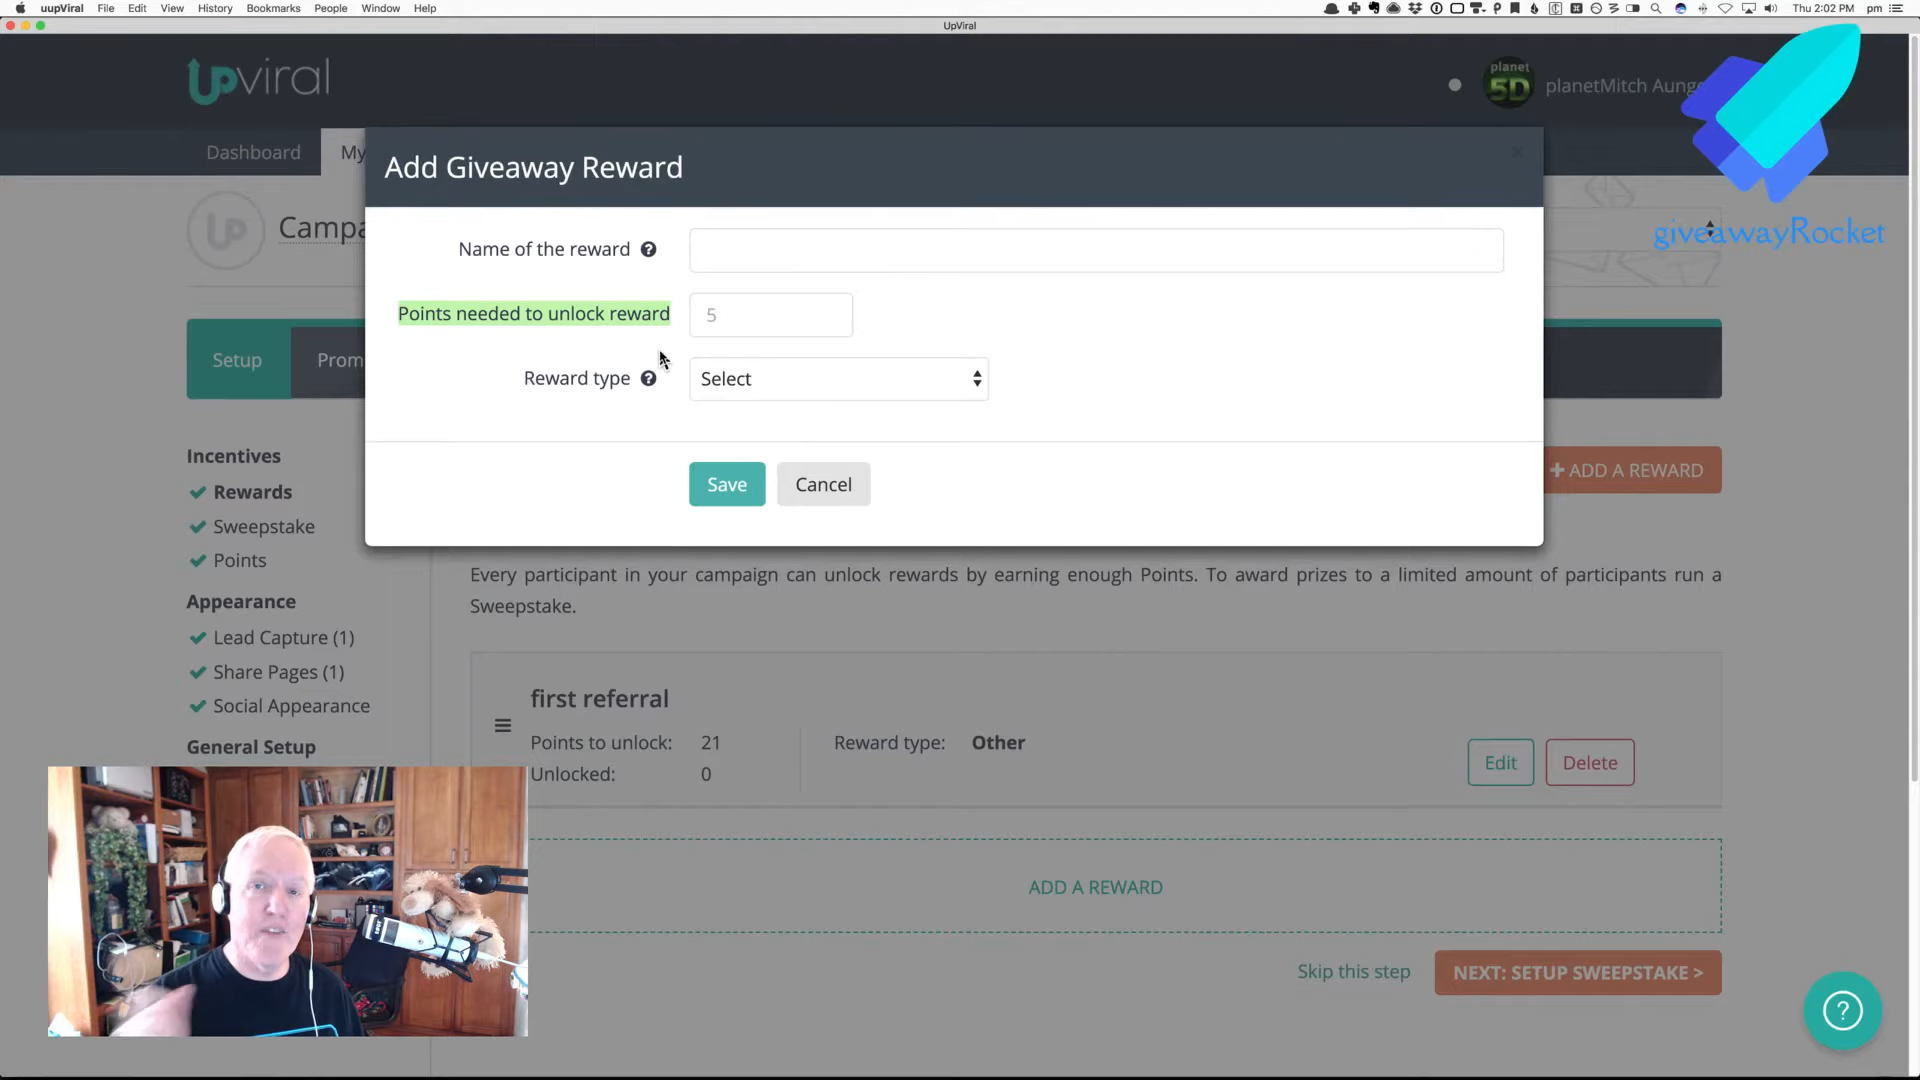 uupViral File Edit View History Bookmarks People Window Help
Thu 2:02 PM pm
UpViral
upviral
planet
5D
planetMitch Aung
giveawayRocket
Dashboard
My
Add Giveaway Reward
Campa
Name of the reward
Points needed to unlock reward 5
Reward type Select
Setup
Prom
Save Cancel
+ ADD A REWARD
Incentives
Rewards
Sweepstake
Points
Appearance
Lead Capture (1)
Share Pages (1)
Social Appearance
General Setup
Every participant in your campaign can unlock rewards by earning enough Points. To award prizes to a limited amount of participants run a
Sweepstake.
first referral
Points to unlock: 21
Unlocked: 0
Reward type: Other
Edit Delete
ADD A REWARD
Skip this step
NEXT: SETUP SWEEPSTAKE >
?